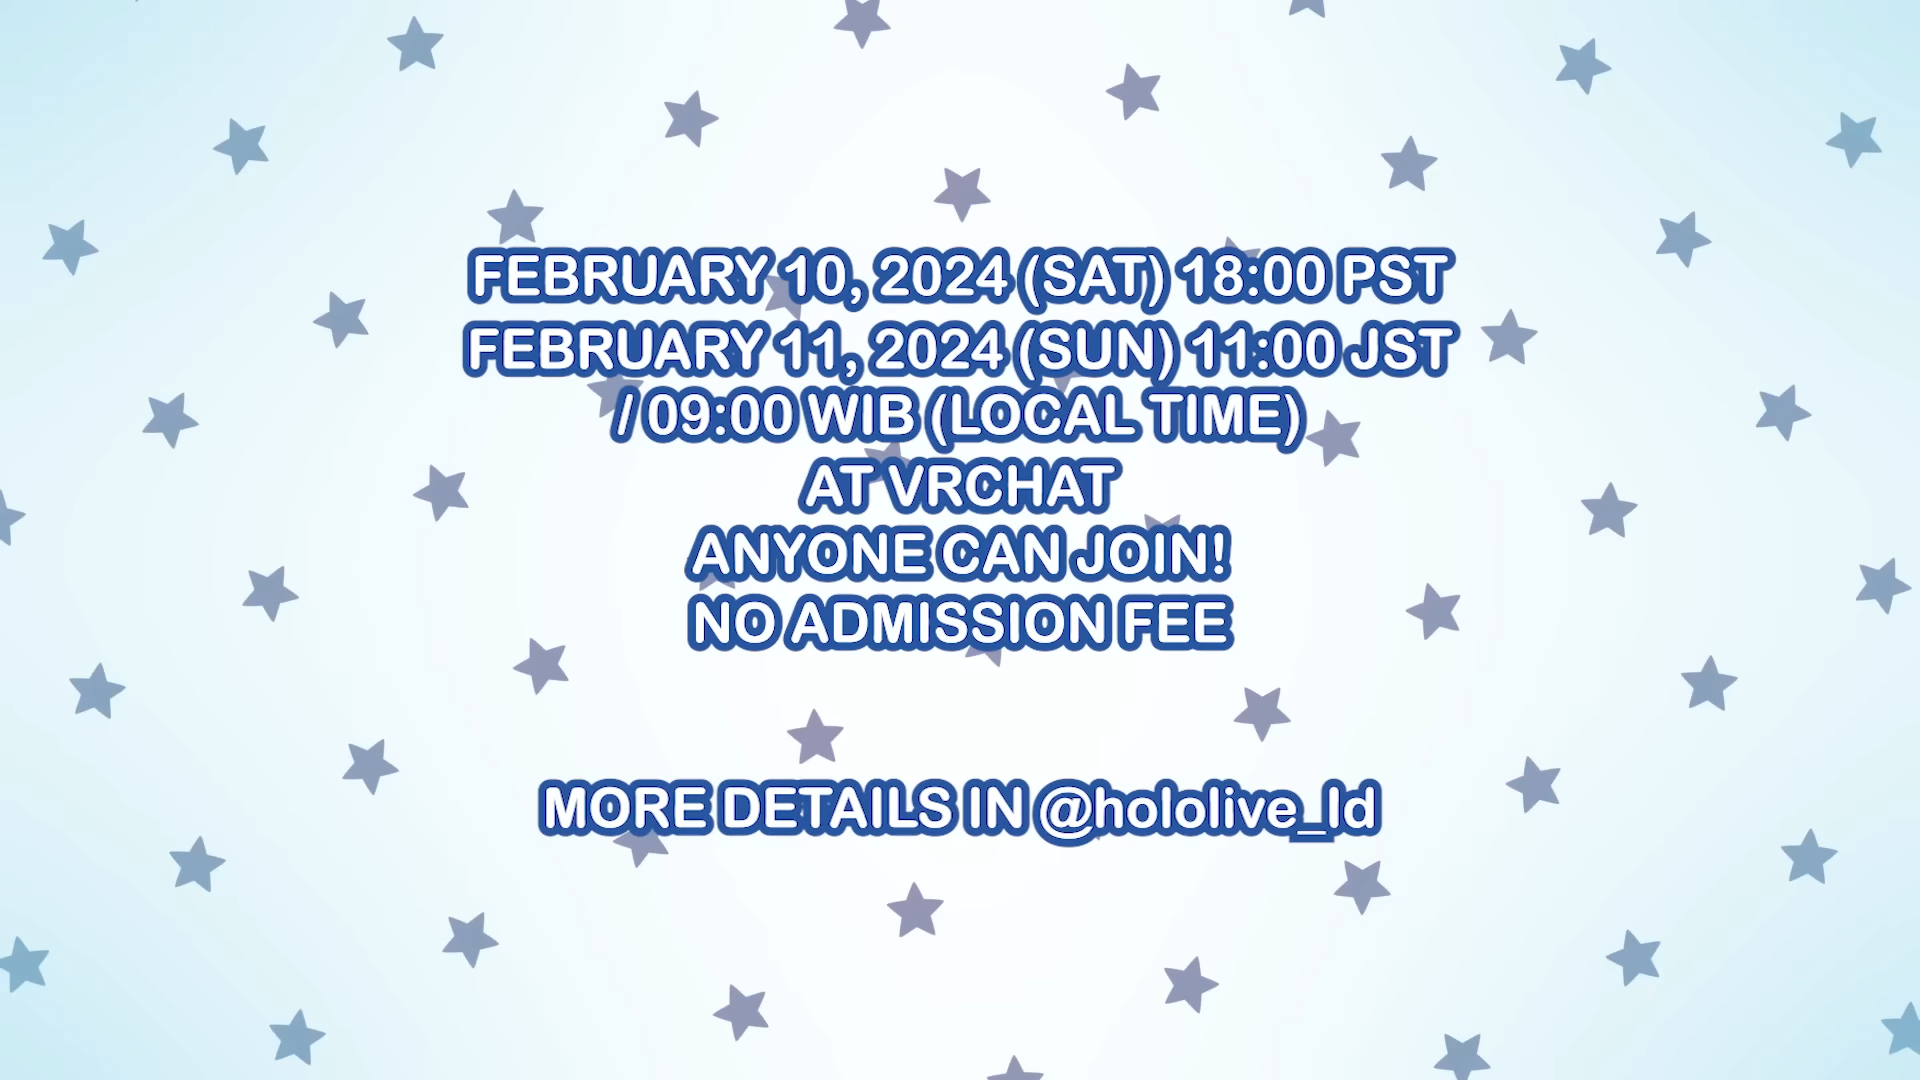 FEBRUARY 10, 2024 (SAT) 18:00 PST
FEBRUARY 11, 2024 (SUN) 11:00 JST
/ 09:00 WIB (LOCAL TIME)
AT VRCHAT
ANYONE CAN JOIN!
NO ADMISSION FEE
MORE DETAILS IN @hololive_Id